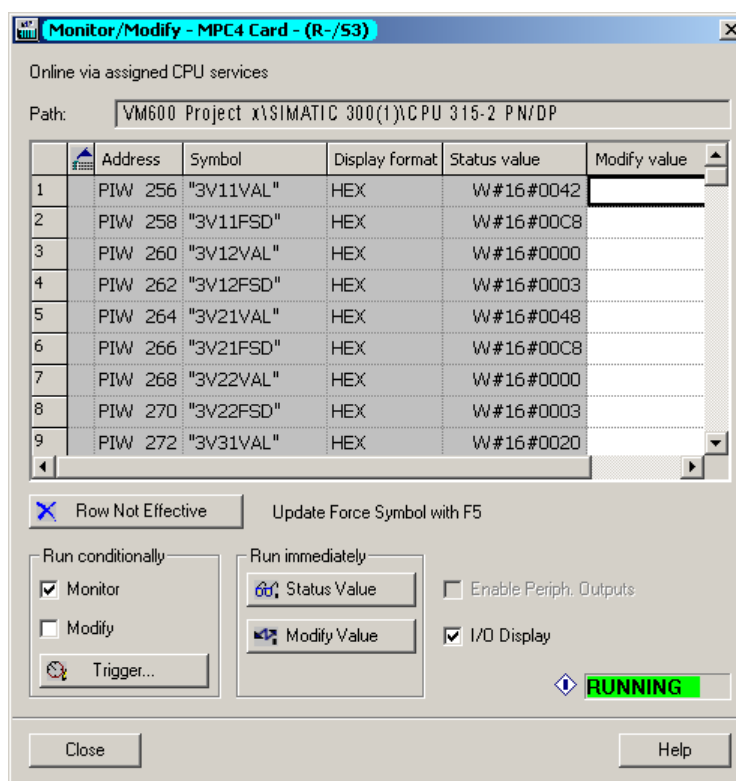 Monitor/Modify - MPC4 Card - (R-/S3)
Online via assigned CPU services
Path: VM600 Project x\SIMATIC 300(1)\CPU 315-2 PN/DP
Address Symbol Display format Status value Modify value
1 PIW 256 "3V11VAL" HEX W#16#0042
2 PIW 258 "3V11FSD" HEX W#16#00C8
3 PIW 260 "3V12VAL" HEX W#16#0000
4 PIW 262 "3V12FSD" HEX W#16#0003
5 PIW 264 "3V21VAL" HEX W#16#0048
6 PIW 266 "3V21FSD" HEX W#16#00C8
7 PIW 268 "3V22VAL" HEX W#16#0000
8 PIW 270 "3V22FSD" HEX W#16#0003
9 PIW 272 "3V31VAL" HEX W#16#0020
Row Not Effective Update Force Symbol with F5
Run conditionally Run immediately
Monitor Status Value Enable Periph. Outputs
Modify Modify Value I/O Display
Trigger...
RUNNING
Close Help